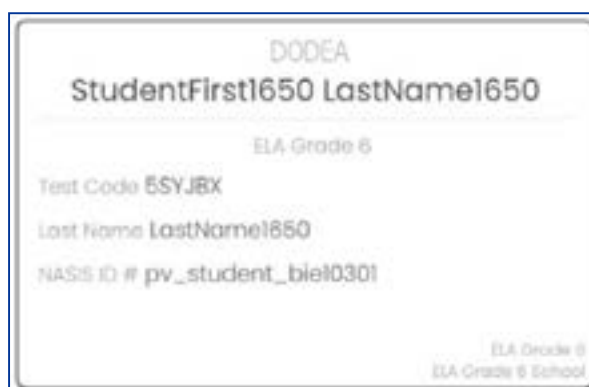 DODEA
StudentFirst1650 LastName1650
ELA Grade 6
Test Code 5SYJBX
Last Name LastName1650
NASIS ID # pv_student_bie10301
ELA Grade 6
ELA Grade 6 School